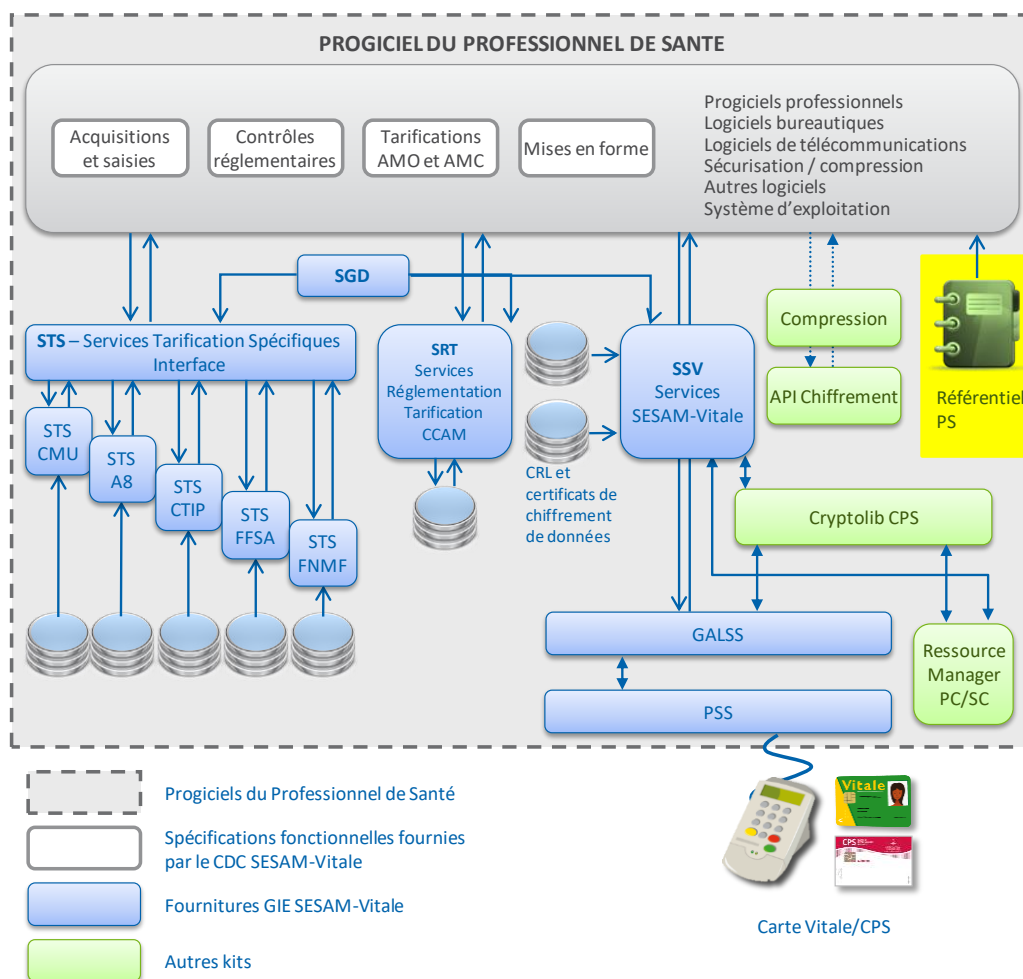 PROGICIEL DU PROFESSIONNEL DE SANTE
Acquisitions
et saisies
Contrôles
réglementaires
Tarifications
AMO et AMC
Mises en forme
Progiciels professionnels
Logiciels bureautiques
Logiciels de télécommunications
Sécurisation / compression
Autres logiciels
Système d'exploitation
SGD
STS – Services Tarification Spécifiques
Interface
SRT
Services
Réglementation
Tarification
CCAM
SSV
Services
SESAM-Vitale
Compression
API Chiffrement
Référentiel
PS
STS
CMU
STS
A8
STS
CTIP
STS
FFSA
STS
FNMF
CRL et
certificats de
chiffrement
de données
Cryptolib CPS
GALSS
Ressource
Manager
PC/SC
PSS
Progiciels du Professionnel de Santé
Spécifications fonctionnelles fournies
par le CDC SESAM-Vitale
Fournitures GIE SESAM-Vitale
Autres kits
Vitale
CPS
Carte Vitale/CPS